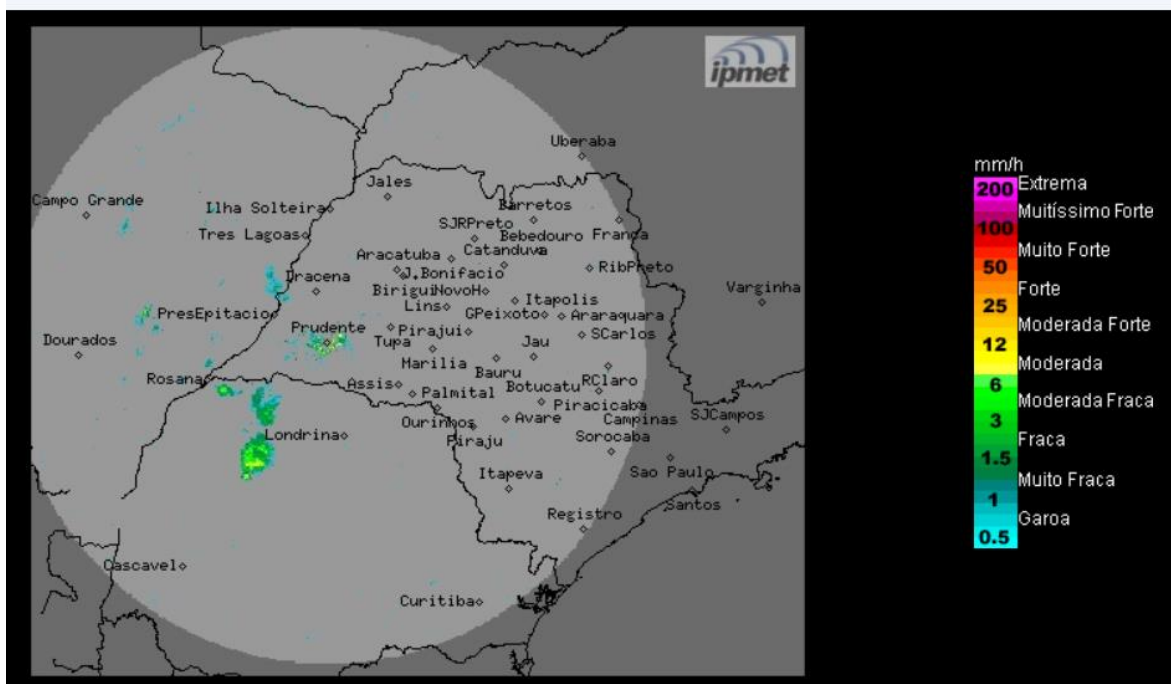 ipmet
Uberaba
Jales
Campo Grande
Ilha Solteira
Barretos
SJRPreto
Tres Lagoas
Bebedouro
Franca
Aracatuba
Catanduva
J.Bonifacio
RibPreto
Dracena
Birigui
NovoH
Varginha
Lins
Itapolis
PresEpitacio
GPeixoto
Araraquara
Prudente
Pirajui
SCarlos
Dourados
Tupa
Jau
Marilia
Bauru
Rosana
Assis
RClaro
Palmital
Botucatu
Piracicaba
Ourinhos
Avare
Campinas
SJCampos
Londrina
Piraju
Sorocaba
Itapeva
Sao Paulo
Santos
Registro
Cascavel
Curitiba
mm/h
200 Extrema
Muitíssimo Forte
100
Muito Forte
50
Forte
25
Moderada Forte
12
Moderada
6
Moderada Fraca
3
Fraca
1.5
Muito Fraca
1
Garoa
0.5